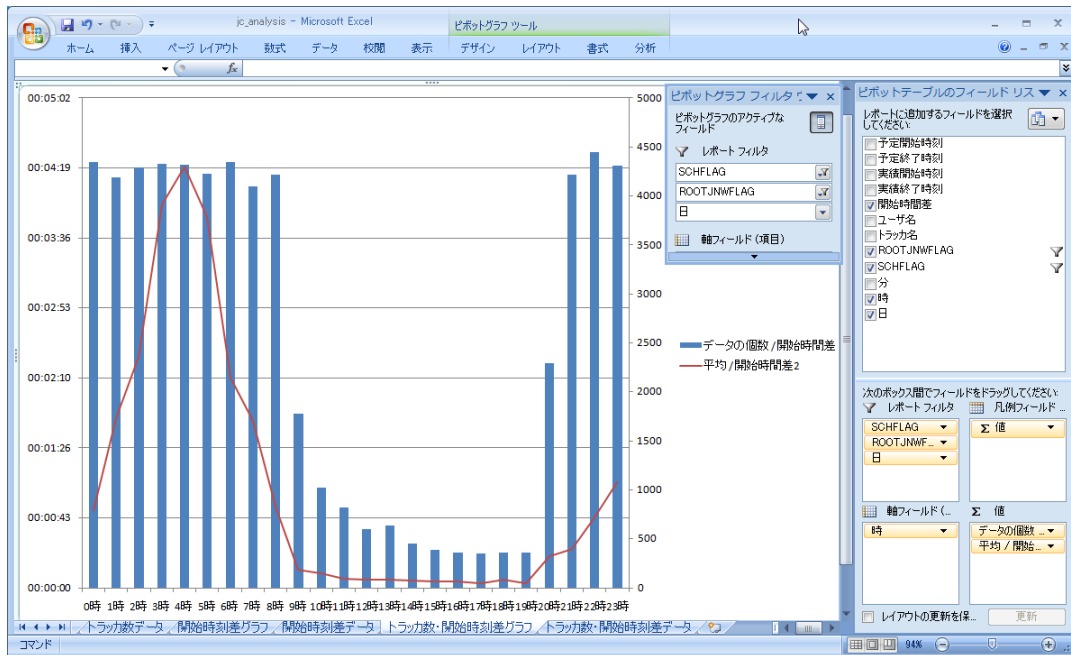 jc_analysis - Microsoft Excel
ピボットグラフ ツール
ホーム 挿入 ページ レイアウト 数式 データ 校閲 表示 デザイン レイアウト 書式 分析
fx
00:05:02
00:04:19
00:03:36
00:02:53
00:02:10
00:01:26
00:00:43
00:00:00
5000
4500
4000
3500
3000
2500
2000
1500
1000
500
0
0時 1時 2時 3時 4時 5時 6時 7時 8時 9時 10時 11時 12時 13時 14時 15時 16時 17時 18時 19時 20時 21時 22時 23時
データの個数 / 開始時間差
平均 / 開始時間差2
ピボットグラフ フィルタ
ピボットグラフのアクティブな
フィールド
レポート フィルタ
SCHFLAG
ROOTJNWFLAG
日
軸フィールド (項目)
ピボットテーブルのフィールド リス
レポートに追加するフィールドを選択
してください:
予定開始時刻
予定終了時刻
実績開始時刻
実績終了時刻
開始時間差
ユーザ名
トラッカ名
ROOTJNWFLAG
SCHFLAG
分
時
日
次のボックス間でフィールドをドラッグしてください:
レポート フィルタ 凡例フィールド ...
SCHFLAG Σ 値
ROOTJNWF...
日
軸フィールド (... Σ 値
時 データの個数 ...
平均 / 開始...
レイアウトの更新を保... 更新
トラッカ数データ 開始時刻差グラフ 開始時刻差データ トラッカ数・開始時刻差グラフ トラッカ数・開始時刻差データ
コマンド 94%